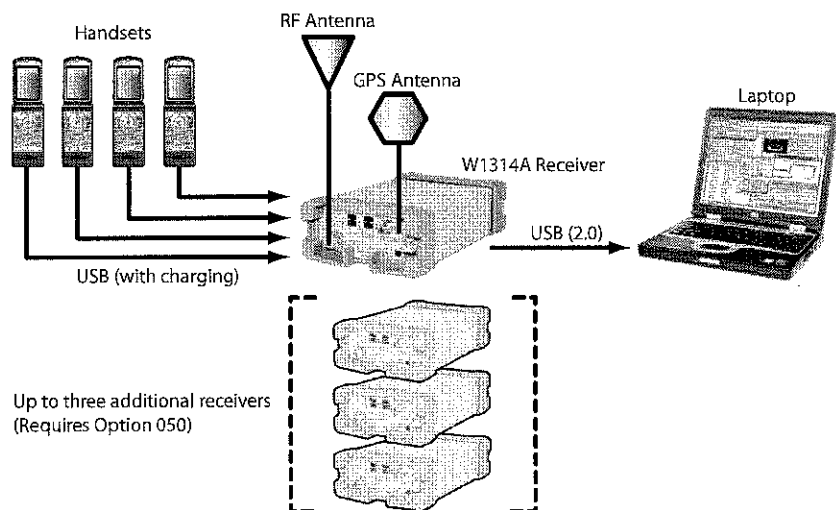 RF Antenna
Handsets
GPS Antenna
Laptop
W1314A Receiver
USB (2.0)
USB (with charging)
Up to three additional receivers
(Requires Option 050)